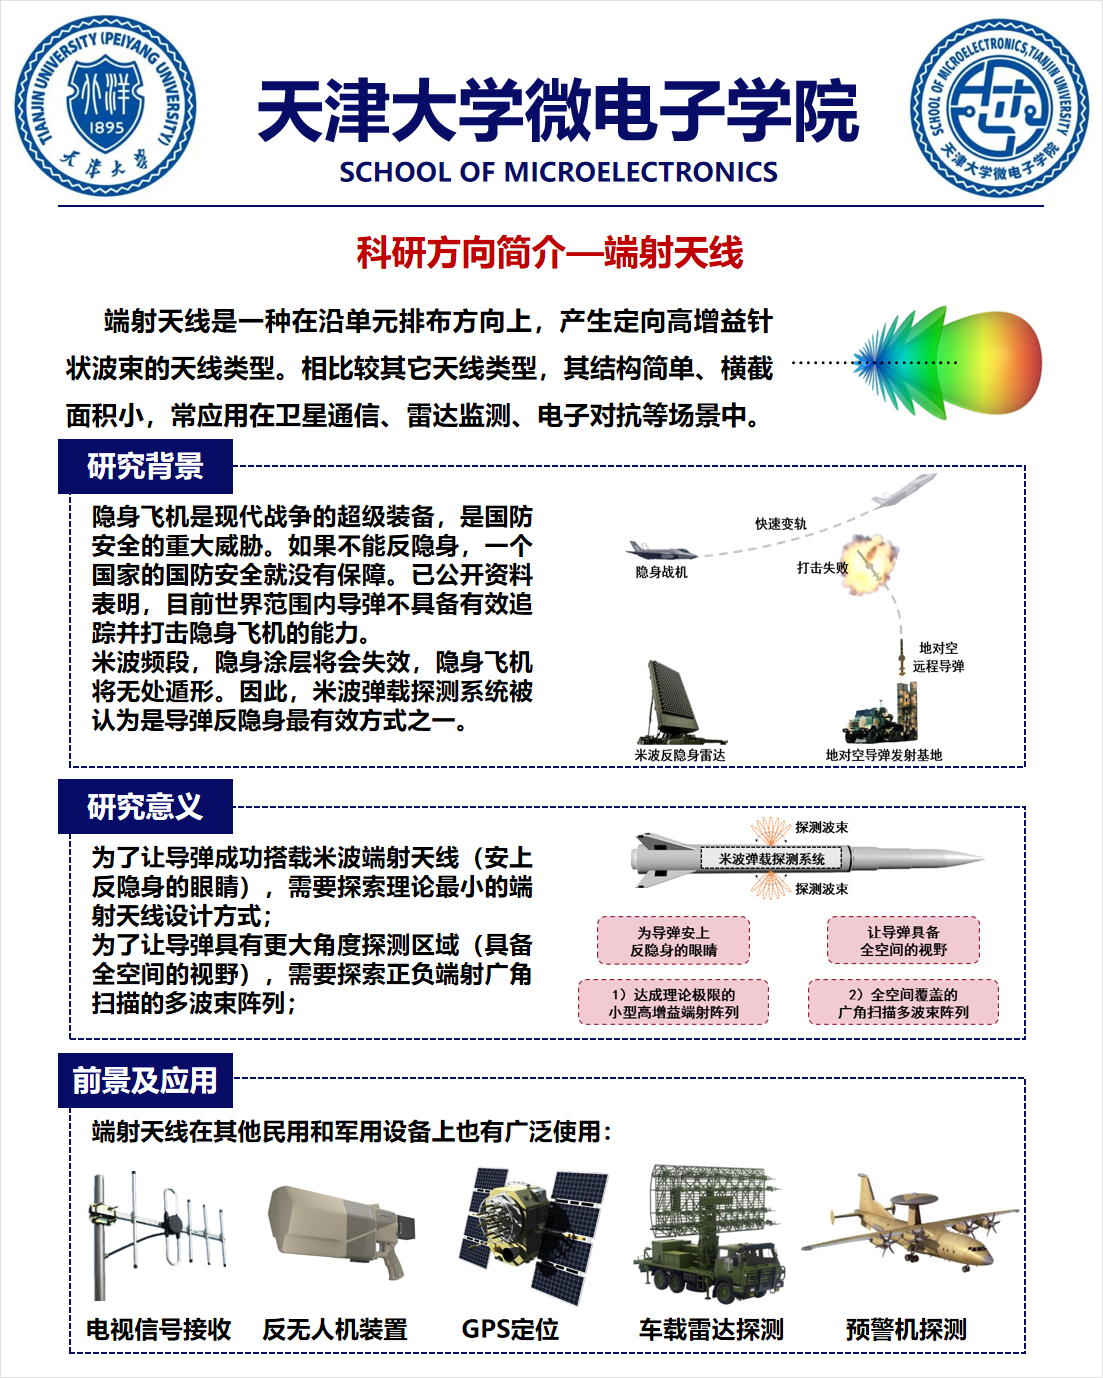 TIANJIN UNIVERSITY (PEIYANG UNIVERSITY)
北洋
1895
天津大学
天津大学微电子学院
SCHOOL OF MICROELECTRONICS
SCHOOL OF MICROELECTRONICS,TIANJIN UNIVERSITY
天津大学微电子学院
科研方向简介—端射天线
端射天线是一种在沿单元排布方向上，产生定向高增益针
状波束的天线类型。相比较其它天线类型，其结构简单、横截
面积小，常应用在卫星通信、雷达监测、电子对抗等场景中。
研究背景
隐身飞机是现代战争的超级装备，是国防
安全的重大威胁。如果不能反隐身，一个
国家的国防安全就没有保障。已公开资料
表明，目前世界范围内导弹不具备有效追
踪并打击隐身飞机的能力。
米波频段，隐身涂层将会失效，隐身飞机
将无处遁形。因此，米波弹载探测系统被
认为是导弹反隐身最有效方式之一。
快速变轨
隐身战机
打击失败
地对空
远程导弹
米波反隐身雷达
地对空导弹发射基地
研究意义
为了让导弹成功搭载米波端射天线（安上
反隐身的眼睛），需要探索理论最小的端
射天线设计方式；
为了让导弹具有更大角度探测区域（具备
全空间的视野），需要探索正负端射广角
扫描的多波束阵列；
探测波束
米波弹载探测系统
探测波束
为导弹安上
反隐身的眼睛
让导弹具备
全空间的视野
1）达成理论极限的
小型高增益端射阵列
2）全空间覆盖的
广角扫描多波束阵列
前景及应用
端射天线在其他民用和军用设备上也有广泛使用：
电视信号接收
反无人机装置
GPS定位
车载雷达探测
预警机探测